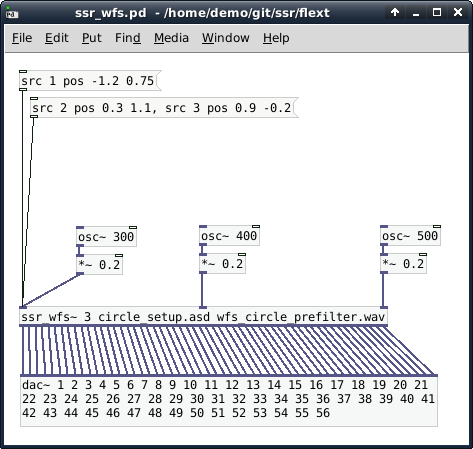 ssr_wfs.pd - /home/demo/git/ssr/flext
File Edit Put Find Media Window Help
src 1 pos -1.2 0.75
src 2 pos 0.3 1.1, src 3 pos 0.9 -0.2
osc~ 300 osc~ 400 osc~ 500
*~ 0.2 *~ 0.2 *~ 0.2
ssr_wfs~ 3 circle_setup.asd wfs_circle_prefilter.wav
dac~ 1 2 3 4 5 6 7 8 9 10 11 12 13 14 15 16 17 18 19 20 21
22 23 24 25 26 27 28 29 30 31 32 33 34 35 36 37 38 39 40 41
42 43 44 45 46 47 48 49 50 51 52 53 54 55 56